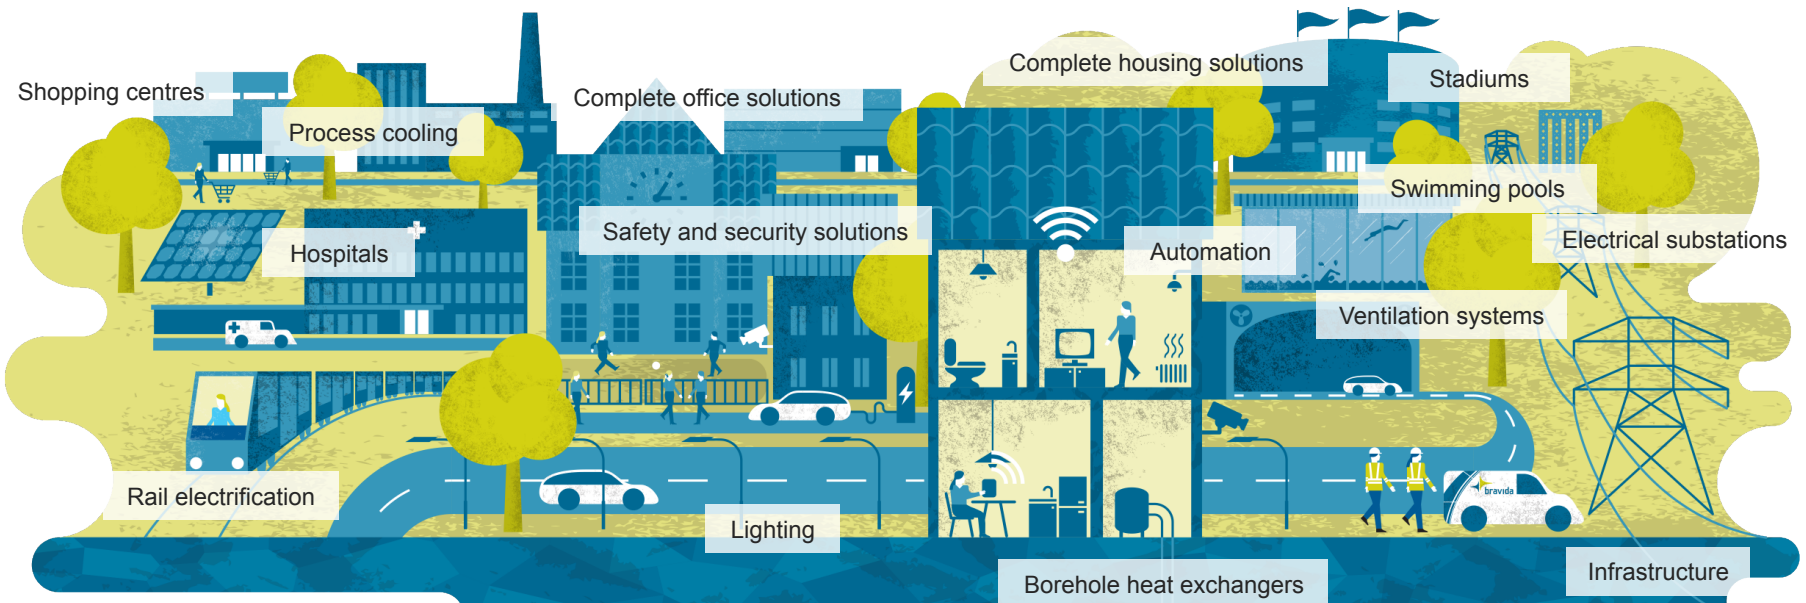 Shopping centres
Process cooling
Complete office solutions
Complete housing solutions
Stadiums
Swimming pools
Hospitals
Safety and security solutions
Automation
Electrical substations
Ventilation systems
Rail electrification
bravida
Lighting
Borehole heat exchangers
Infrastructure